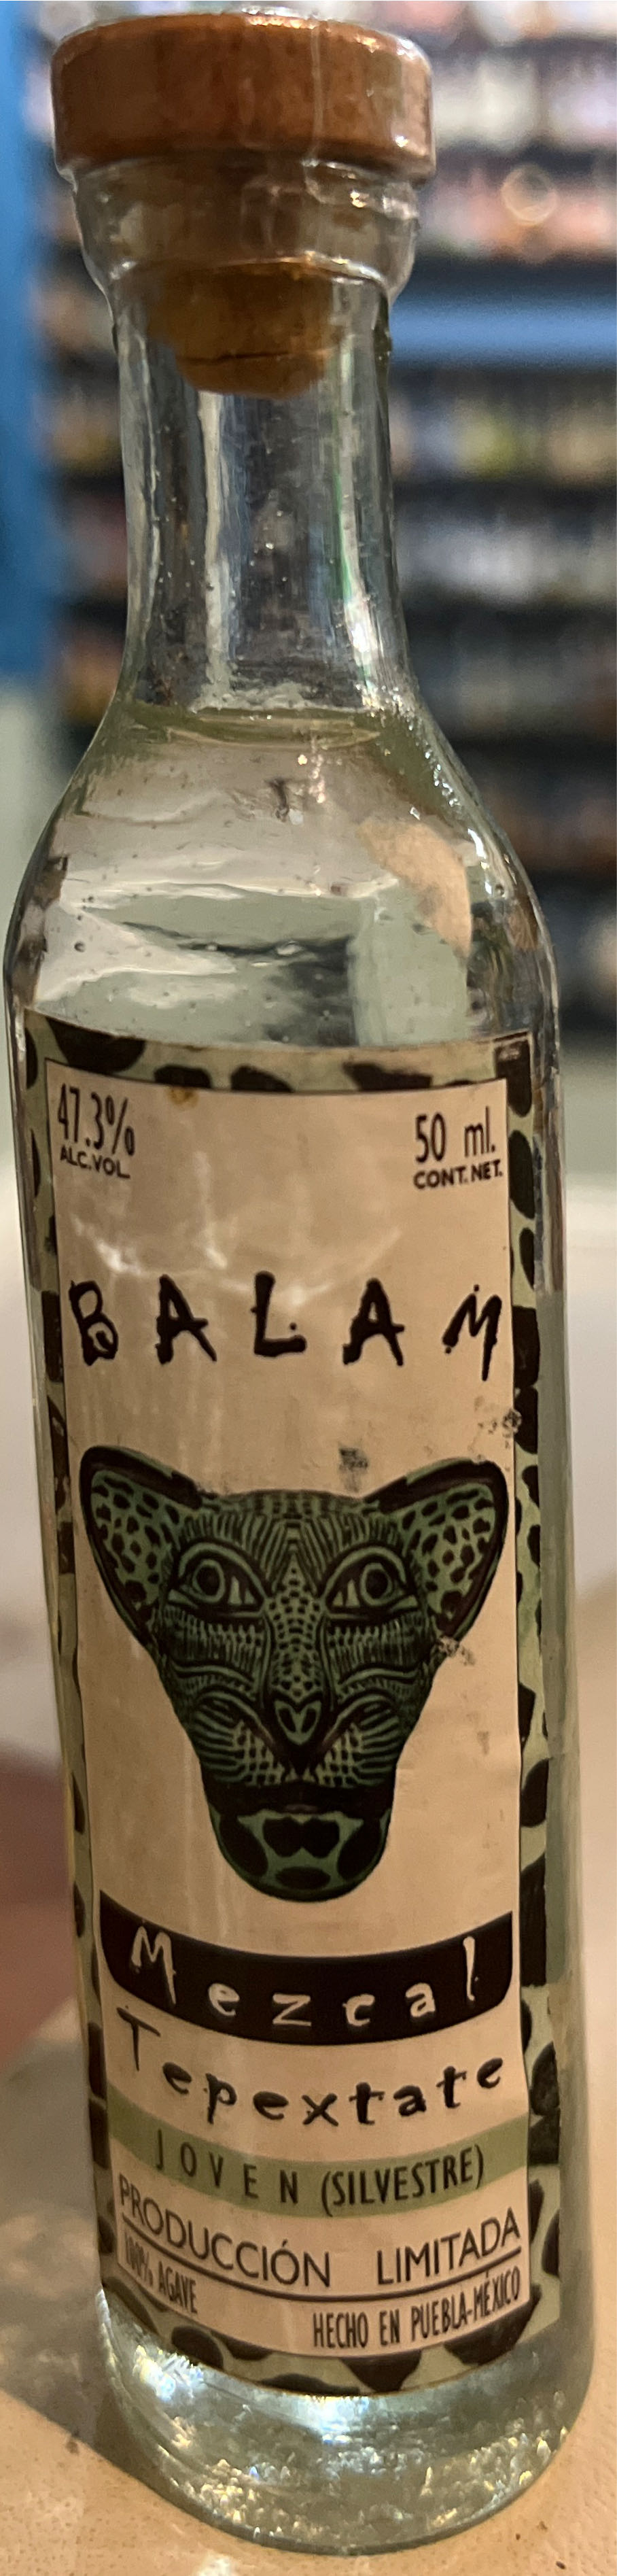 47.3% 50 ml.
ALC.VOL. CONT. NET.
BALAM
Mezcal
Tepextate
JOVEN (SILVESTRE)
PRODUCCIÓN LIMITADA
100% AGAVE HECHO EN PUEBLA-MÉXICO